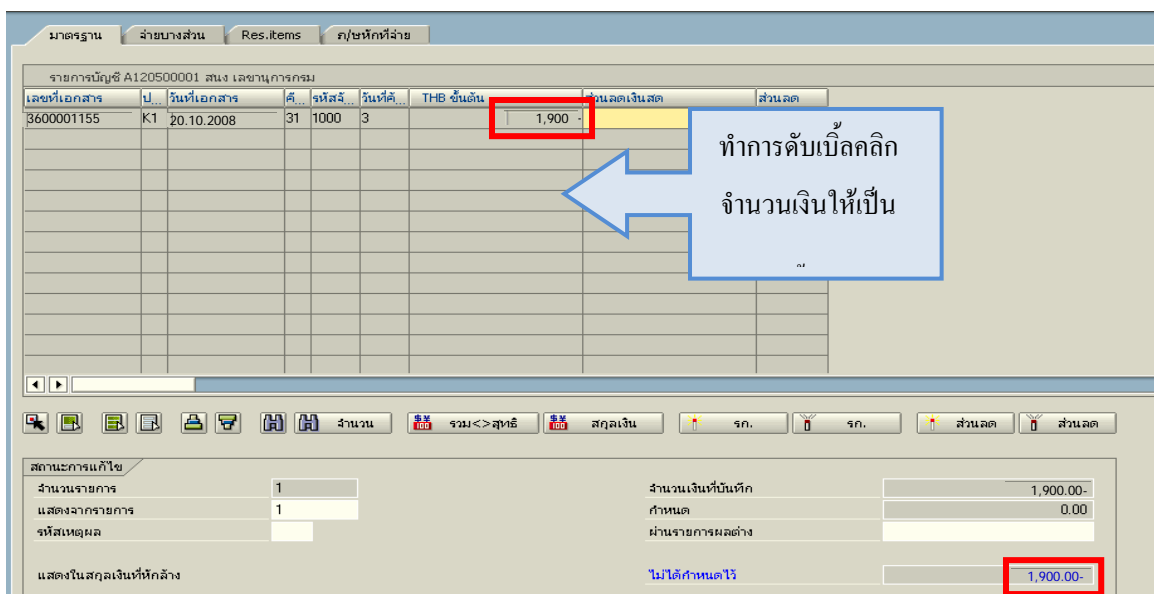 มาตรฐาน จ่ายบางส่วน Res.items ภ/ษหักที่จ่าย
รายการบัญชี A120500001 สนง เลขานุการกรม
เลขที่เอกสาร ป... วันที่เอกสาร คี... รหัสจั... วันที่ค้... THB ขั้นต้น ส่วนลดเงินสด ส่วนลด
3600001155 K1 20.10.2008 31 1000 3 1,900 -
ทำการดับเบิ้ลคลิก
จำนวนเงินให้เป็น
จำนวน รวม<>สุทธิ สกุลเงิน รก. รก. ส่วนลด ส่วนลด
สถานะการแก้ไข
จำนวนรายการ 1 จำนวนเงินที่บันทึก 1,900.00-
แสดงจากรายการ 1 กำหนด 0.00
รหัสเหตุผล ผ่านรายการผลต่าง
แสดงในสกุลเงินที่หักล้าง ไม่ได้กำหนดไว้ 1,900.00-